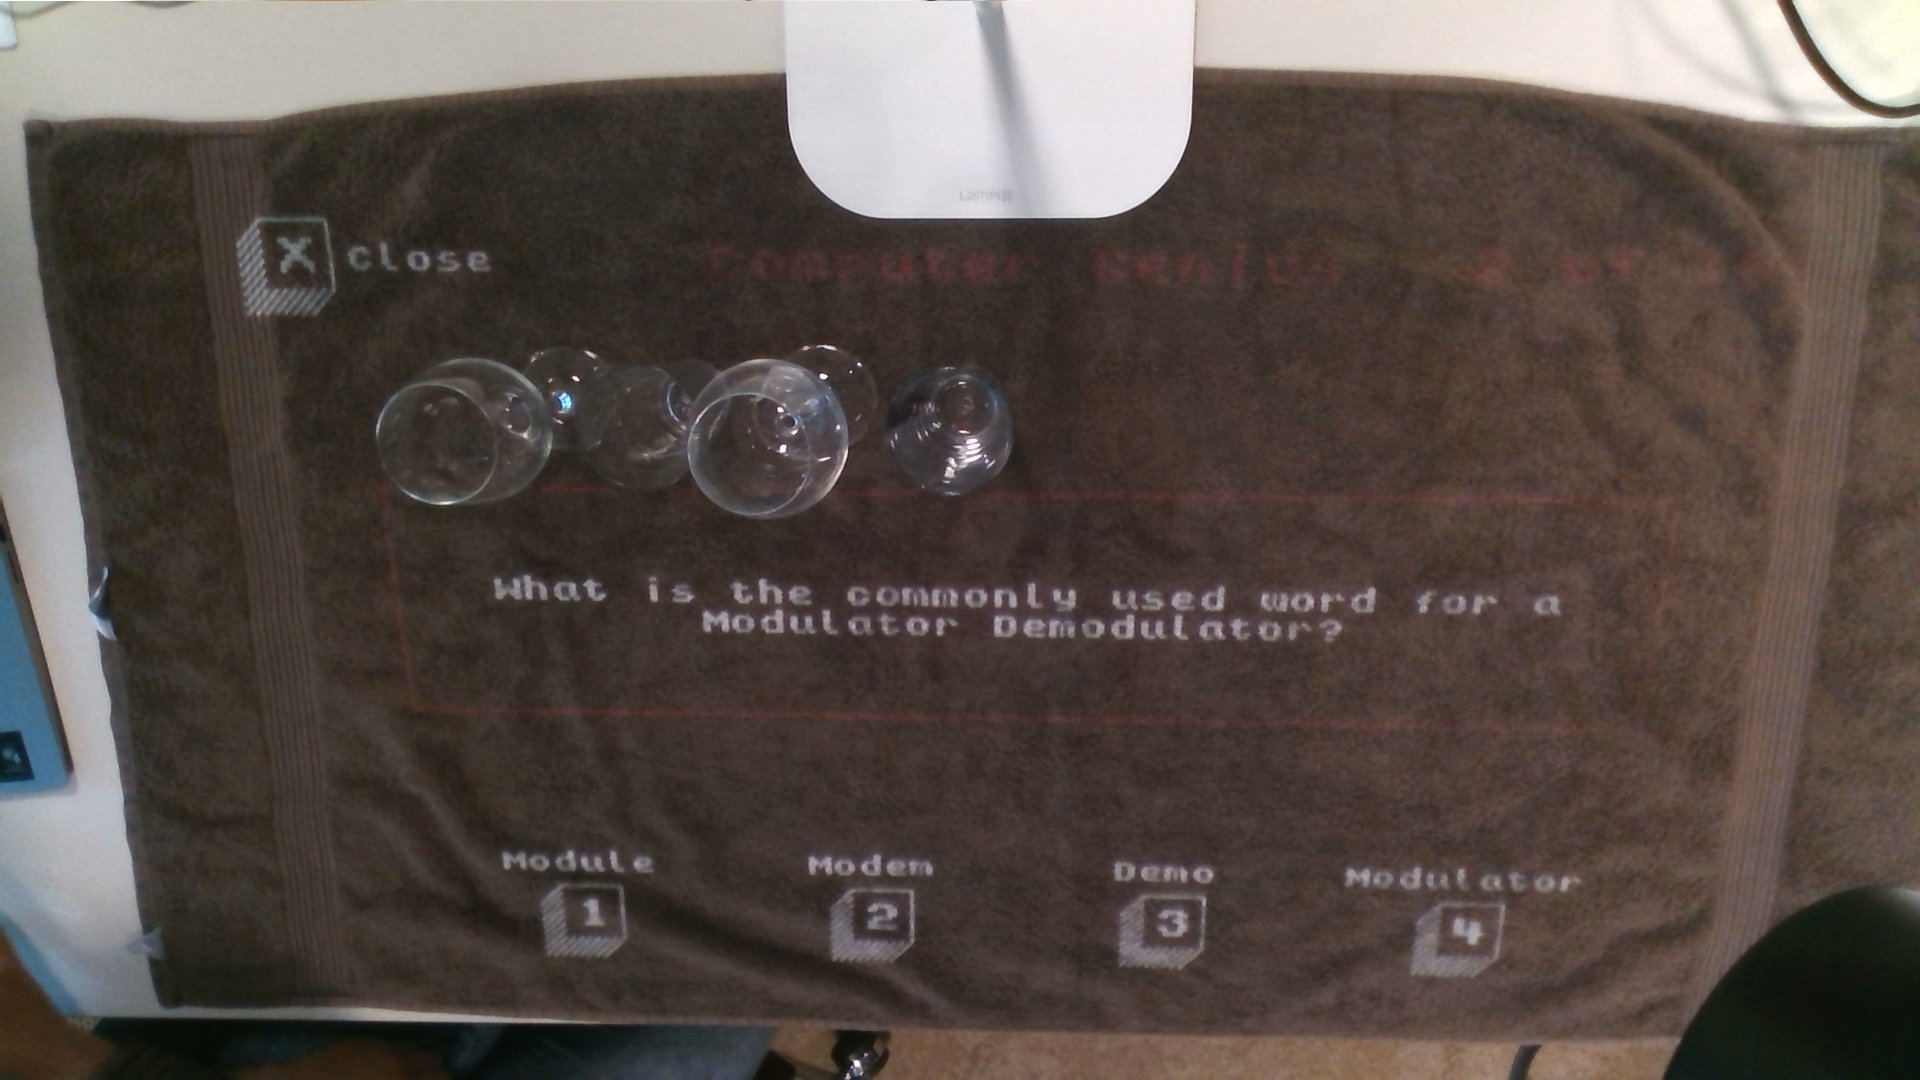 Lampix
X Close
Computer Genius
What is the commonly used word for a
Modulator Demodulator?
Module
Modem
Demo
Modulator
1
2
3
4